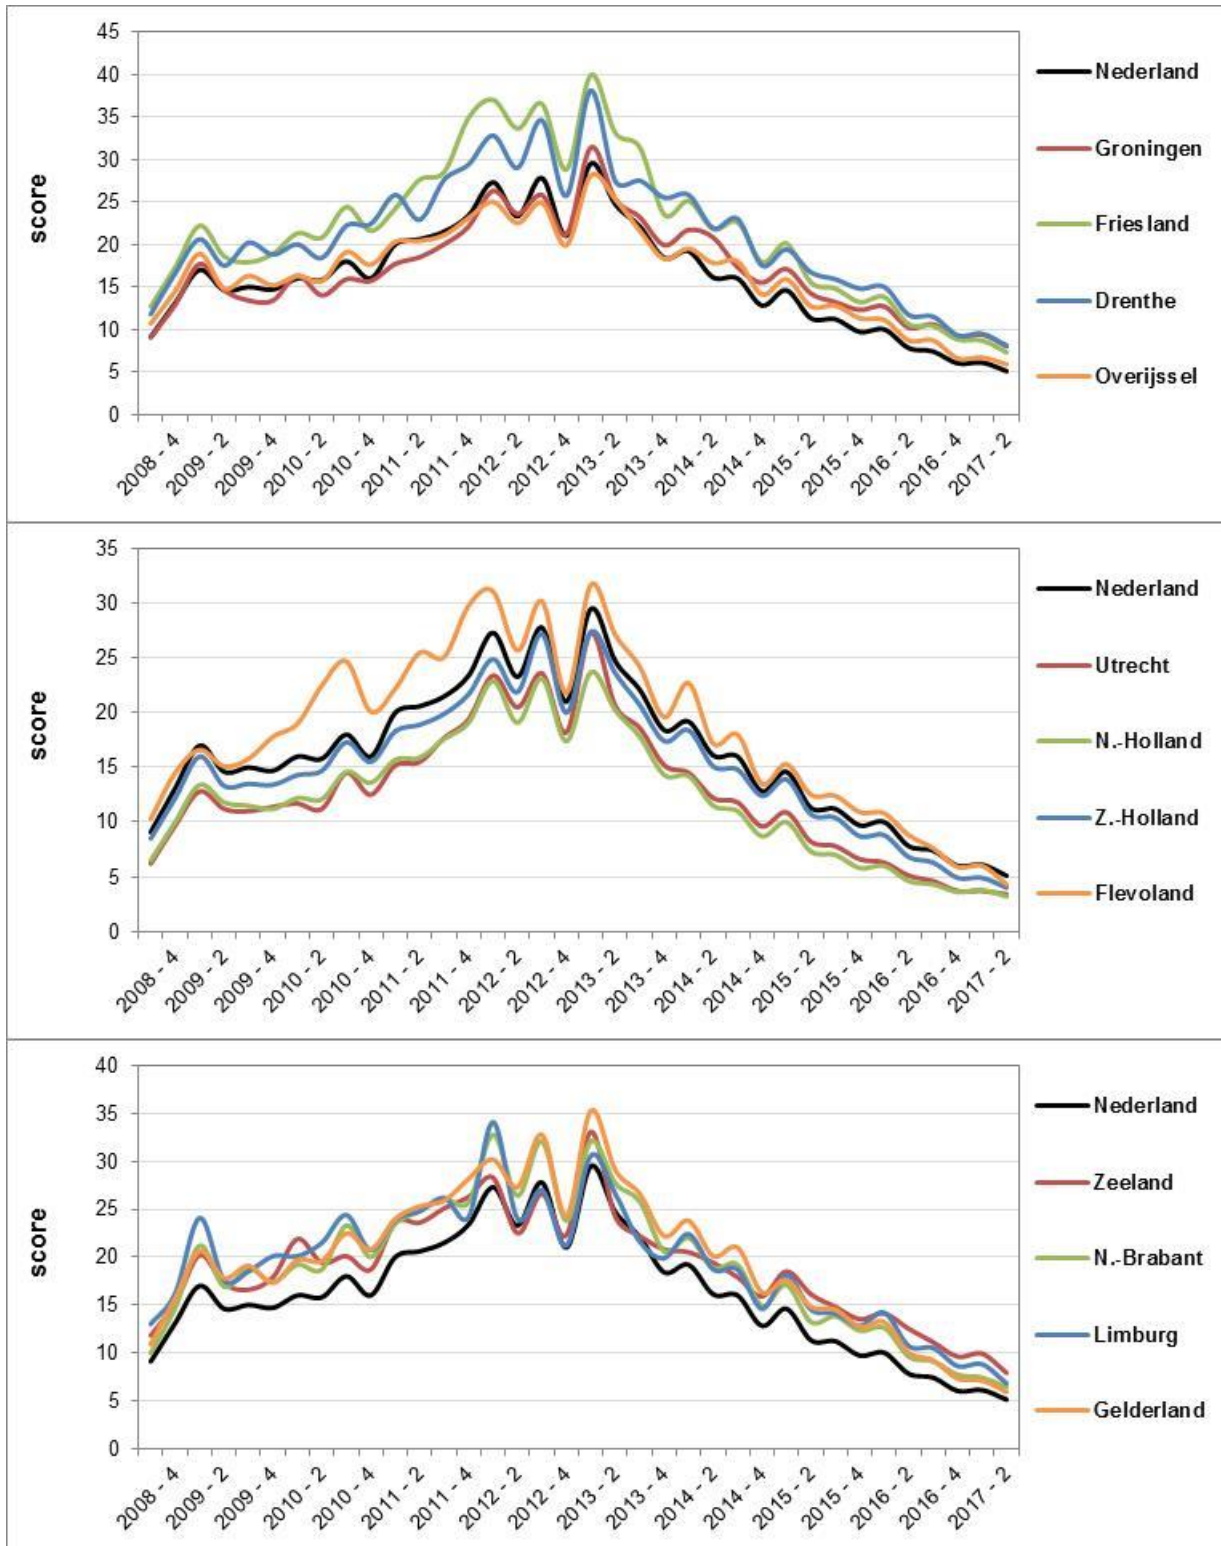 45
40
35
30
25
20
15
10
5
0
score
2008 - 4
2009 - 2
2009 - 4
2010 - 2
2010 - 4
2011 - 2
2011 - 4
2012 - 2
2012 - 4
2013 - 2
2013 - 4
2014 - 2
2014 - 4
2015 - 2
2015 - 4
2016 - 2
2016 - 4
2017 - 2
Nederland
Groningen
Friesland
Drenthe
Overijssel
35
30
25
20
15
10
5
0
score
2008 - 4
2009 - 2
2009 - 4
2010 - 2
2010 - 4
2011 - 2
2011 - 4
2012 - 2
2012 - 4
2013 - 2
2013 - 4
2014 - 2
2014 - 4
2015 - 2
2015 - 4
2016 - 2
2016 - 4
2017 - 2
Nederland
Utrecht
N.-Holland
Z.-Holland
Flevoland
40
35
30
25
20
15
10
5
0
score
2008 - 4
2009 - 2
2009 - 4
2010 - 2
2010 - 4
2011 - 2
2011 - 4
2012 - 2
2012 - 4
2013 - 2
2013 - 4
2014 - 2
2014 - 4
2015 - 2
2015 - 4
2016 - 2
2016 - 4
2017 - 2
Nederland
Zeeland
N.-Brabant
Limburg
Gelderland